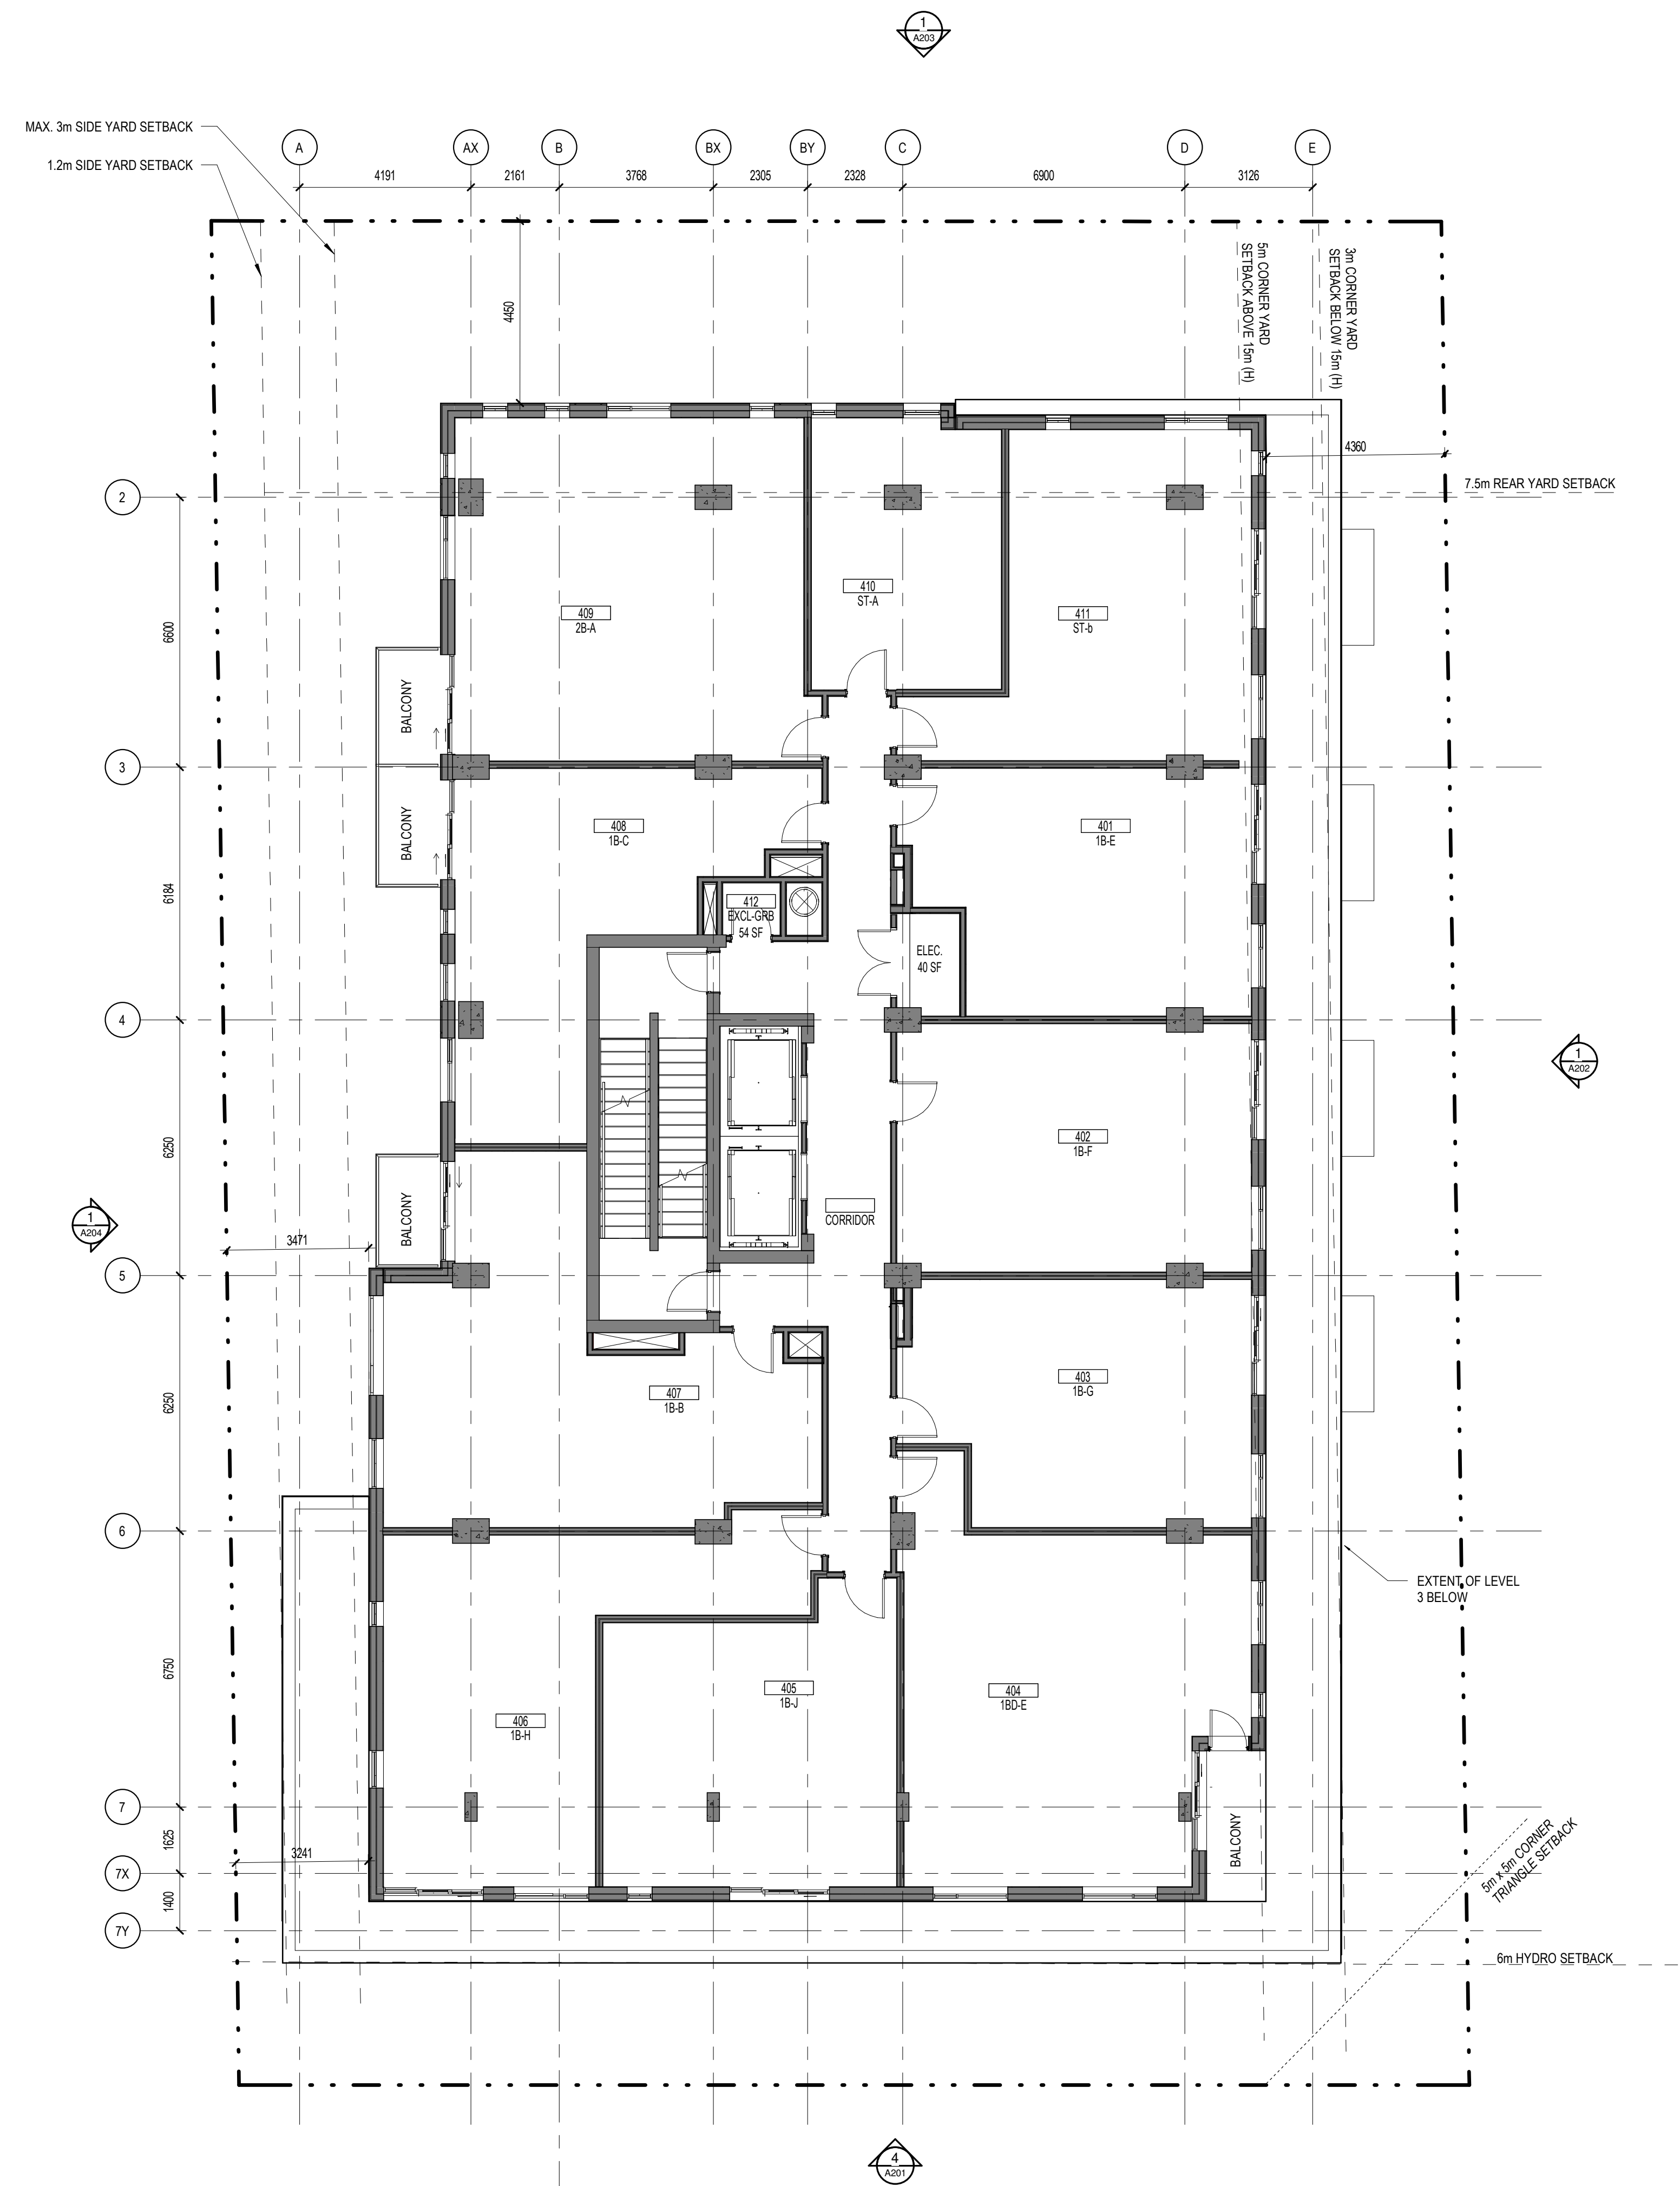 1
A203
MAX. 3m SIDE YARD SETBACK
1.2m SIDE YARD SETBACK
A
AX
B
BX
BY
C
D
E
4191
2161
3768
2305
2328
6900
3126
4450
5m CORNER YARD
SETBACK ABOVE 15m (H)
3m CORNER YARD
SETBACK BELOW 15m (H)
4360
2
7.5m REAR YARD SETBACK
6600
409
2B-A
410
ST-A
411
ST-b
BALCONY
3
BALCONY
408
1B-C
401
1B-E
6184
412
EXCL-GRB
54 SF
ELEC.
40 SF
4
1
A202
6250
402
1B-F
BALCONY
CORRIDOR
1
A204
3471
5
403
1B-G
407
1B-B
6250
6
EXTENT OF LEVEL
3 BELOW
6750
405
1B-J
404
1BD-E
406
1B-H
7
1625
BALCONY
5m x 5m CORNER
TRIANGLE SETBACK
3241
7X
1400
7Y
6m HYDRO SETBACK
4
A201